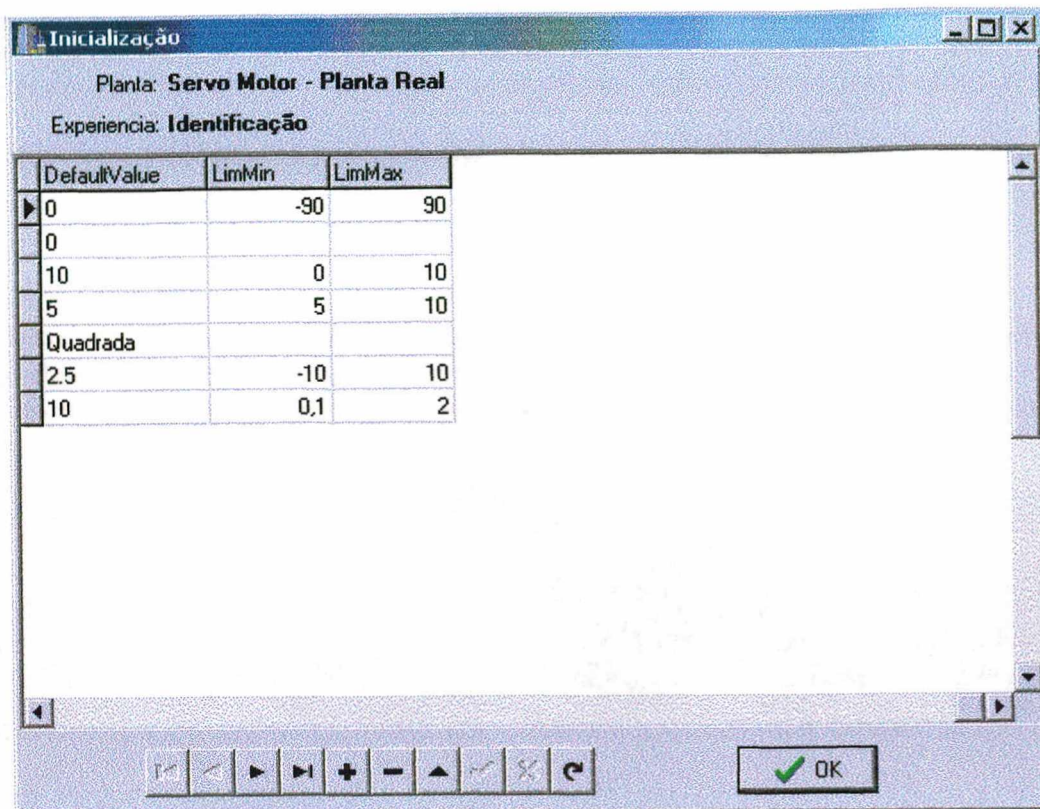 Inicialização
Planta: Servo Motor - Planta Real
Experiencia: Identificação
DefaultValue LimMin LimMax
0 -90 90
0
10 0 10
5 5 10
Quadrada
2.5 -10 10
10 0,1 2
OK